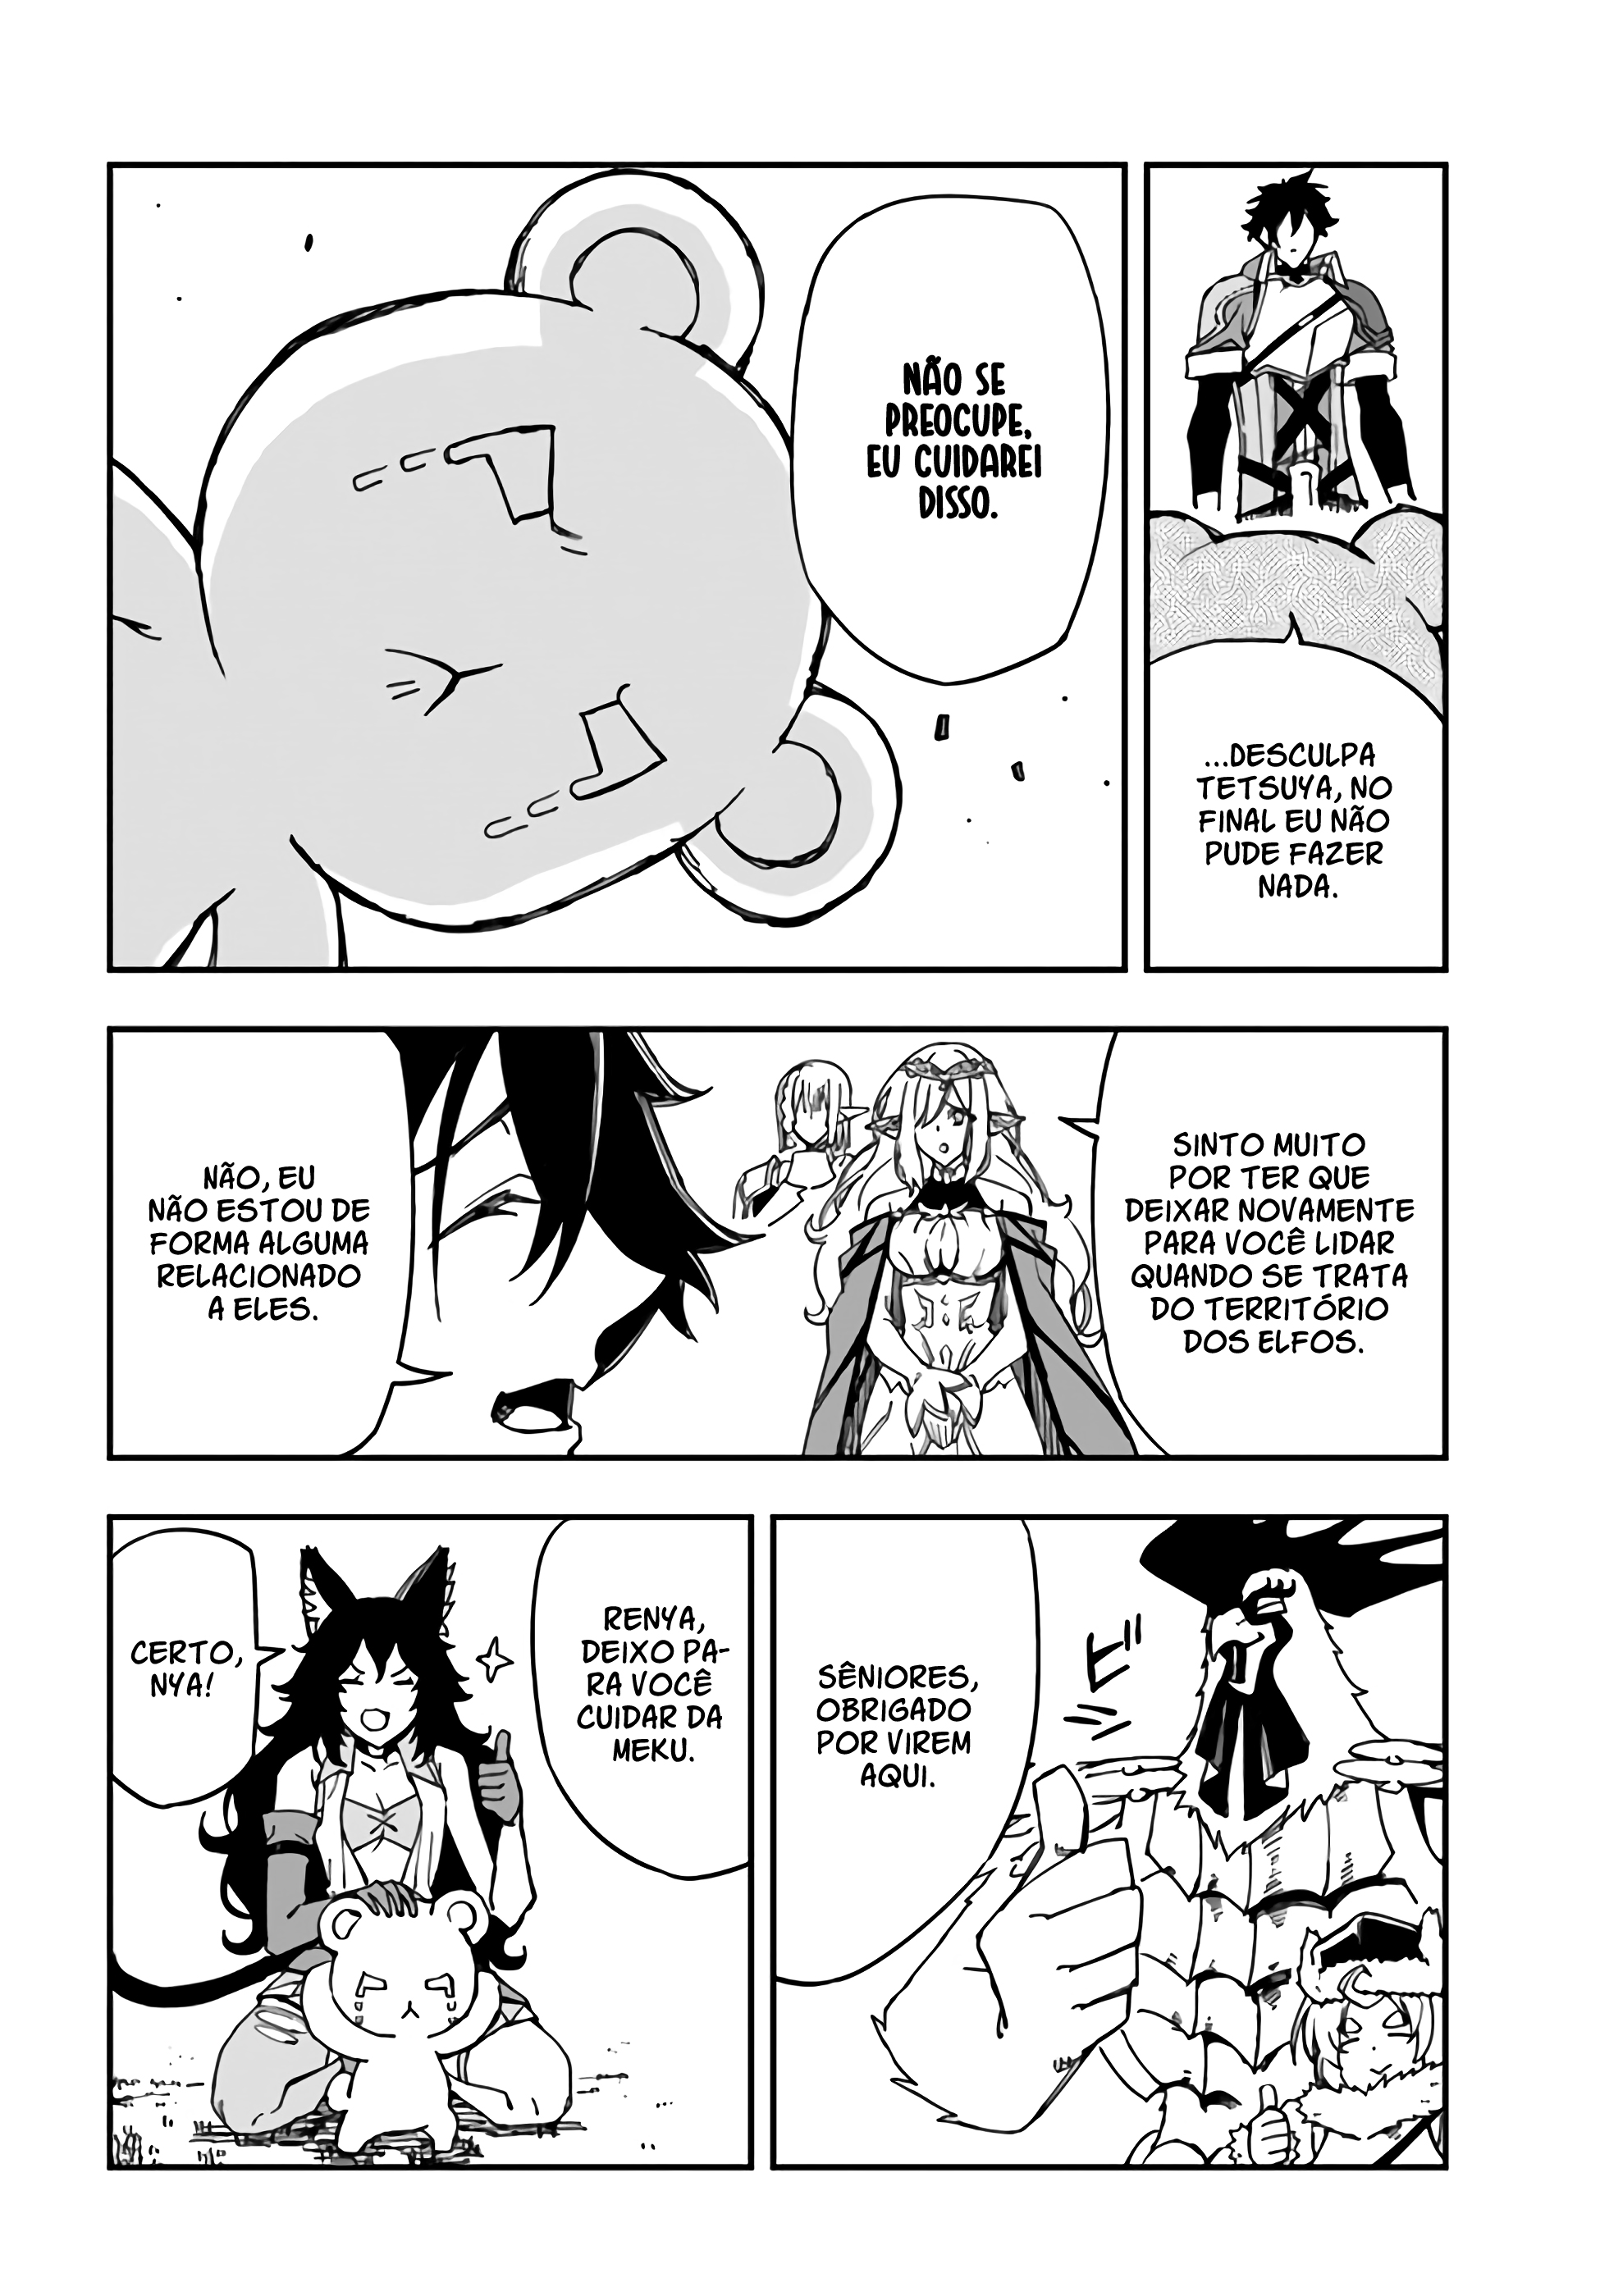 ...DESCULPA
TETSUYA, NO
FINAL EU NÃO
PUDE FAZER
NADA.
NÃO SE
PREOCUPE,
EU CUIDAREI
DISSO.
SINTO MUITO
POR TER QUE
DEIXAR NOVAMENTE
PARA VOCÊ LIDAR
QUANDO SE TRATA
DO TERRITÓRIO
DOS ELFOS.
NÃO, EU
NÃO ESTOU DE
FORMA ALGUMA
RELACIONADO
A ELES.
ビッ
SÊNIORES,
OBRIGADO
POR VIREM
AQUI.
RENYA,
DEIXO PA-
RA VOCÊ
CUIDAR DA
MEKU.
CERTO,
NYA!